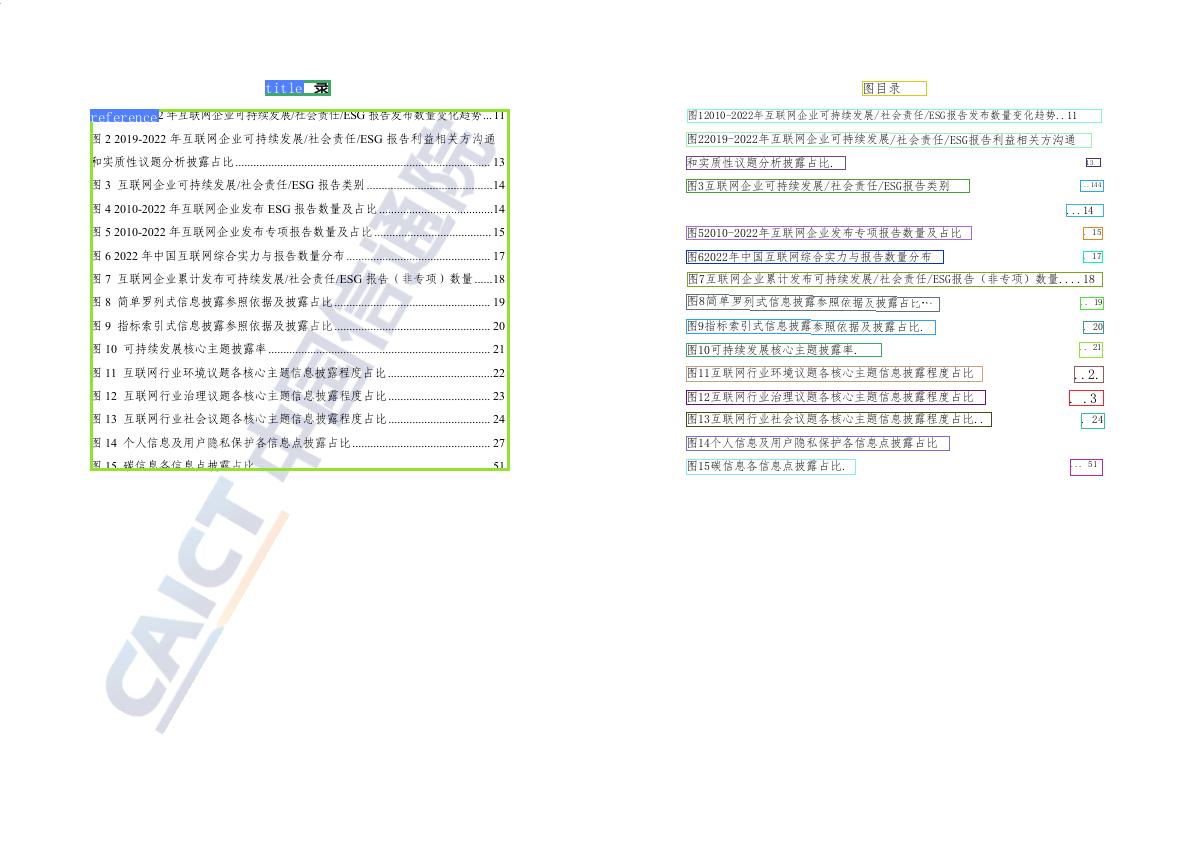 title 录
reference 2 年互联网企业可持续发展/社会责任/ESG 报告发布数量变化趋势...11
图 2 2019-2022 年互联网企业可持续发展/社会责任/ESG 报告利益相关方沟通
和实质性议题分析披露占比........ 13
图 3 互联网企业可持续发展/社会责任/ESG 报告类别........14
图 4 2010-2022 年互联网企业发布 ESG 报告数量及占比........14
图 5 2010-2022 年互联网企业发布专项报告数量及占比........ 15
图 6 2022 年中国互联网综合实力与报告数量分布........ 17
图 7 互联网企业累计发布可持续发展/社会责任/ESG 报告（非专项）数量......18
图 8 简单罗列式信息披露参照依据及披露占比........ 19
图 9 指标索引式信息披露参照依据及披露占比........ 20
图 10 可持续发展核心主题披露率........ 21
图 11 互联网行业环境议题各核心主题信息披露程度占比........22
图 12 互联网行业治理议题各核心主题信息披露程度占比........ 23
图 13 互联网行业社会议题各核心主题信息披露程度占比........ 24
图 14 个人信息及用户隐私保护各信息点披露占比........ 27
图 15 碳信息各信息点披露占比........ 51
CAICT 中国信通院
图目录
图12010-2022年互联网企业可持续发展/社会责任/ESG报告发布数量变化趋势..11
图22019-2022年互联网企业可持续发展/社会责任/ESG报告利益相关方沟通
和实质性议题分析披露占比.
图3互联网企业可持续发展/社会责任/ESG报告类别 ..144
...14
图52010-2022年互联网企业发布专项报告数量及占比 . 15
图62022年中国互联网综合实力与报告数量分布 17
图7互联网企业累计发布可持续发展/社会责任/ESG报告（非专项）数量....18
图8简单罗列式信息披露参照依据及披露占比… .. 19
图9指标索引式信息披露参照依据及披露占比. . 20
图10可持续发展核心主题披露率. .. 21
图11互联网行业环境议题各核心主题信息披露程度占比 ..2.
图12互联网行业治理议题各核心主题信息披露程度占比 . .3
图13互联网行业社会议题各核心主题信息披露程度占比.. . 24
图14个人信息及用户隐私保护各信息点披露占比
图15碳信息各信息点披露占比. ... 51